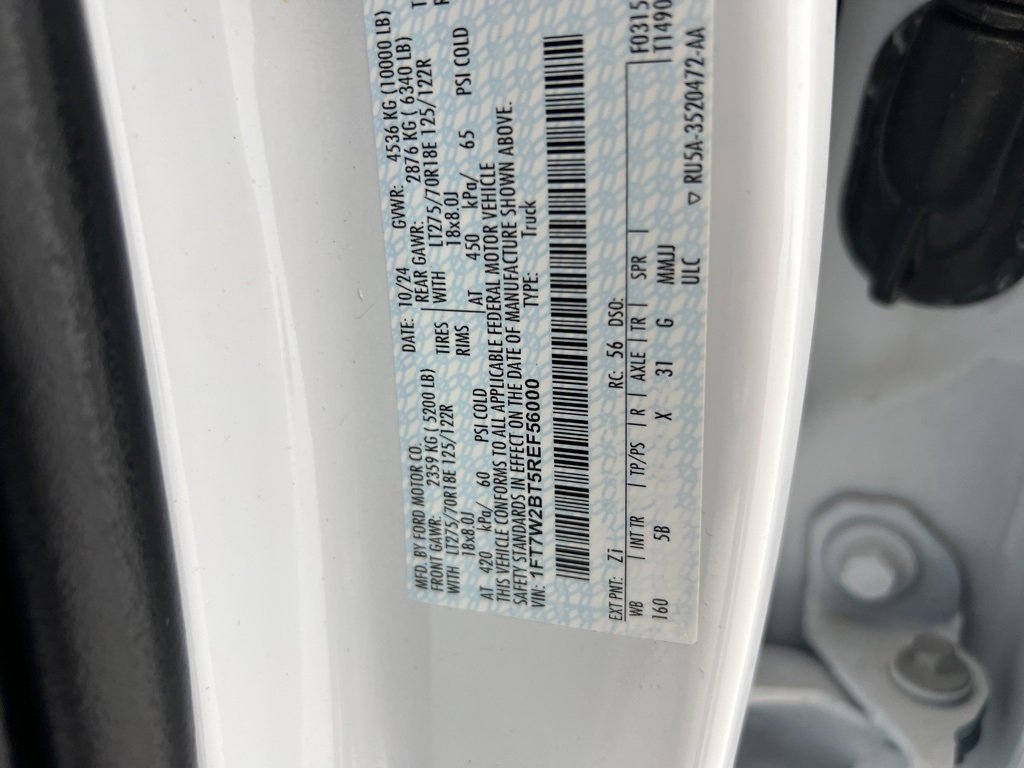 MFD. BY FORD MOTOR CO.
DATE: 10/24 GVWR: 4536 KG (10000 LB)
FRONT GAWR: 2359 KG ( 5200 LB) REAR GAWR: 2876 KG ( 6340 LB)
WITH LT275/70R18E 125/122R TIRES WITH LT275/70R18E 125/122R
18x8.0J RIMS 18x8.0J
AT 420 kPa/ 60 PSI COLD AT 450 kPa/ 65 PSI COLD
THIS VEHICLE CONFORMS TO ALL APPLICABLE FEDERAL MOTOR VEHICLE
SAFETY STANDARDS IN EFFECT ON THE DATE OF MANUFACTURE SHOWN ABOVE.
VIN: 1FT7W2BT5REF56000 TYPE: Truck
F0315
T1490
EXT PNT: Z1 RC: 56 DSO:
WB INT TR TP/PS R AXLE TR SPR
160 5B X 31 G MMJJ
ULC ▽ RU5A-3520472-AA